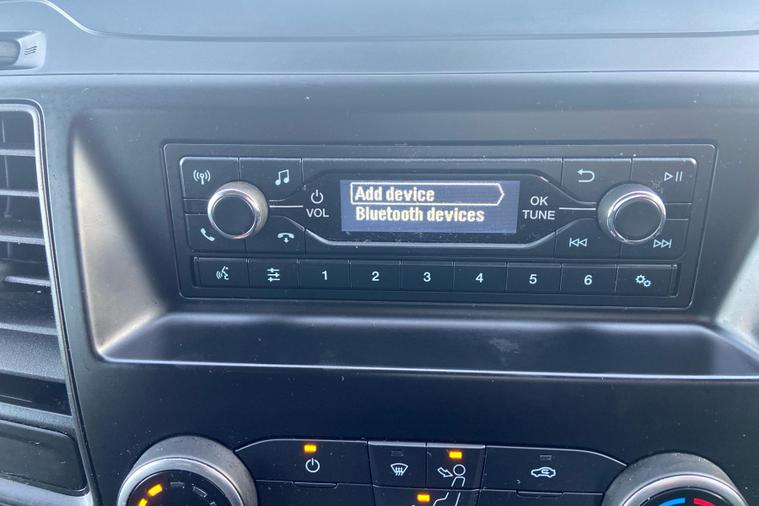 Add device
Bluetooth devices
VOL
OK
TUNE
1 2 3 4 5 6